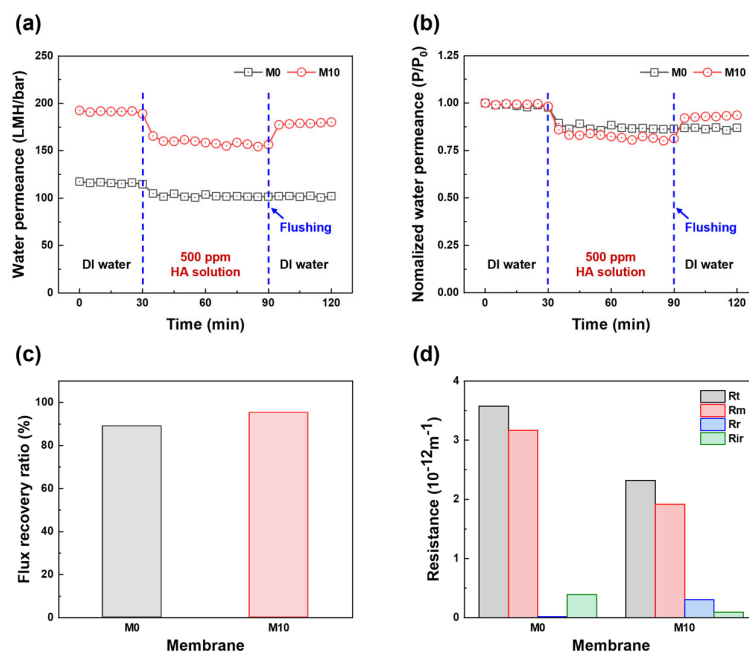 (a)
250
200
150
100
50
0
Water permeance (LMH/bar)
M0 M10
Flushing
DI water
500 ppm
HA solution
DI water
0 30 60 90 120
Time (min)
(b)
1.25
1.00
0.75
0.50
0.25
0.00
Nomalized water permeance (P/P0)
M0 M10
Flushing
DI water
500 ppm
HA solution
DI water
0 30 60 90 120
Time (min)
(c)
100
80
60
40
20
0
Flux recovery ratio (%)
M0 M10
Membrane
(d)
4
3
2
1
0
Resistance (10-12m-1)
Rt
Rm
Rr
Rir
M0 M10
Membrane